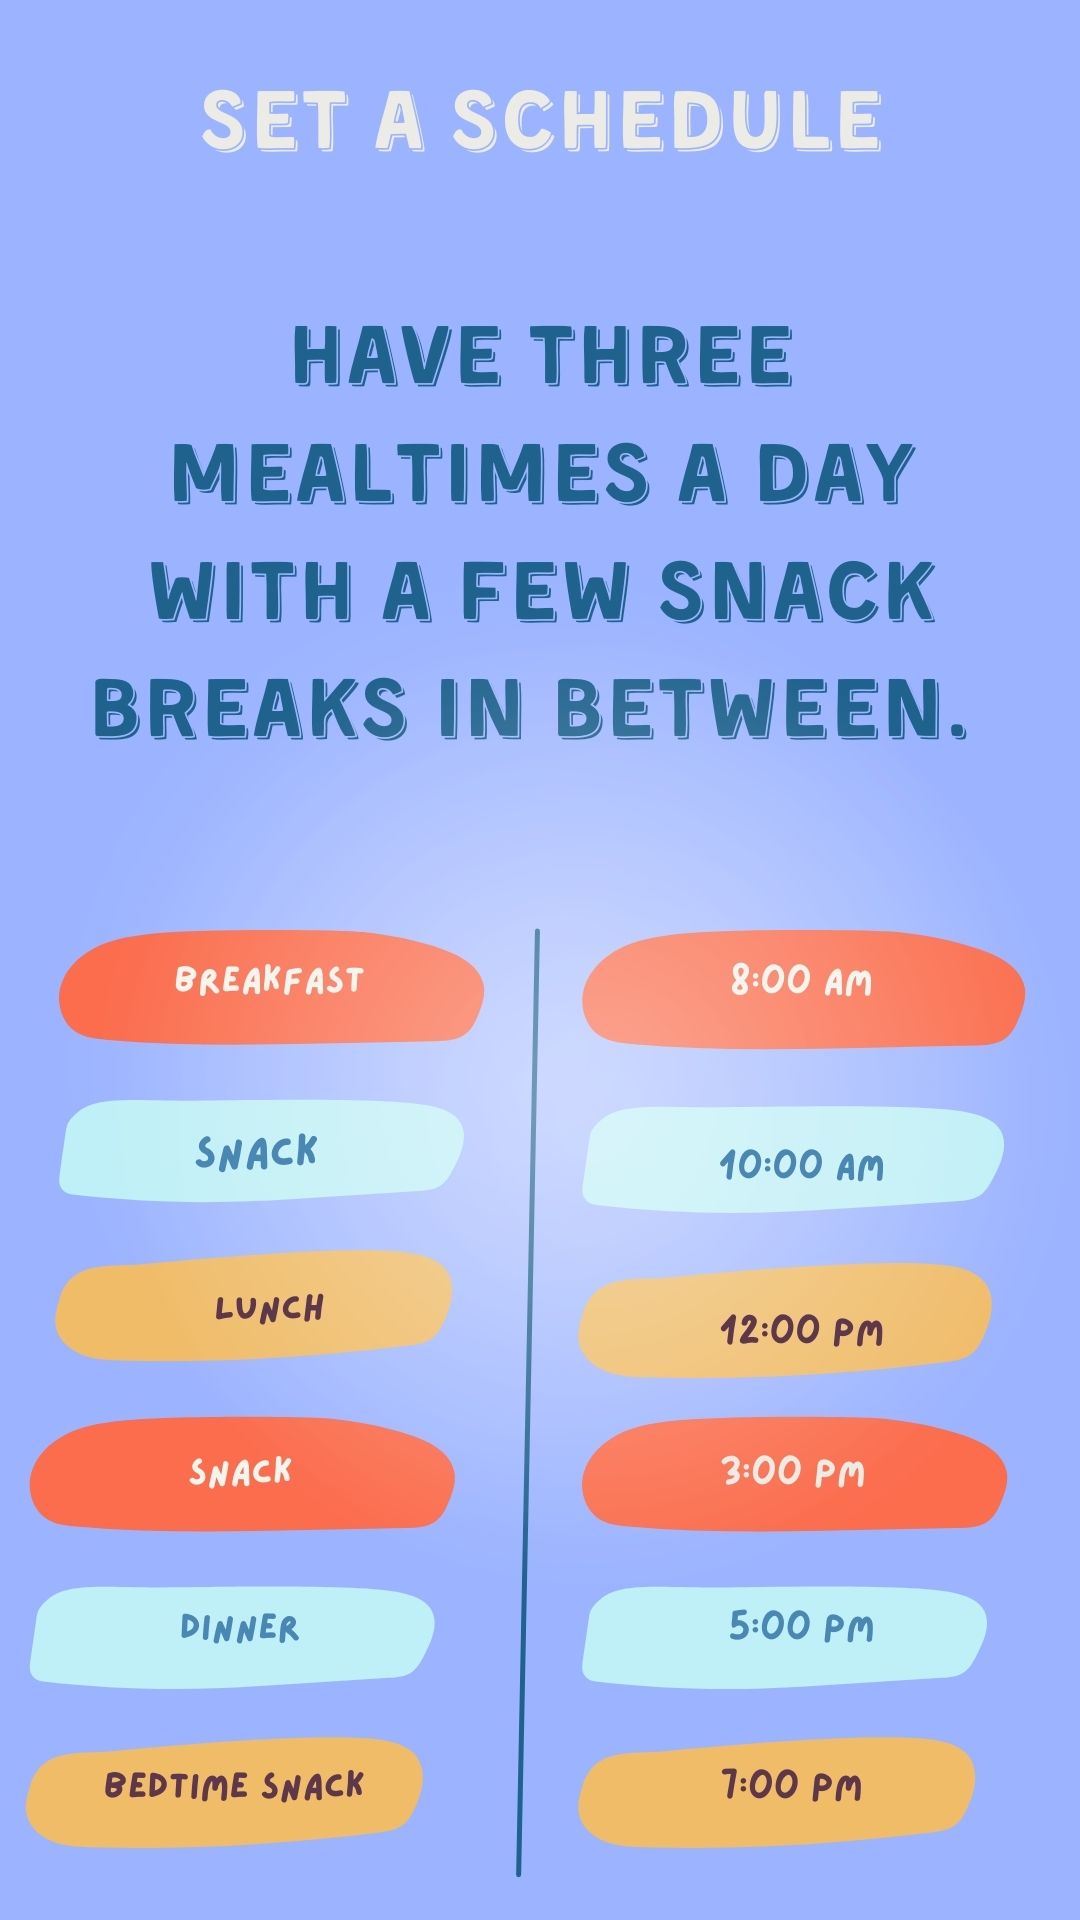 SET A SCHEDULE
HAVE THREE
MEALTIMES A DAY
WITH A FEW SNACK
BREAKS IN BETWEEN.
BREAKFAST 8:00 AM
SNACK 10:00 AM
LUNCH 12:00 PM
SNACK 3:00 PM
DINNER 5:00 PM
BEDTIME SNACK 7:00 PM